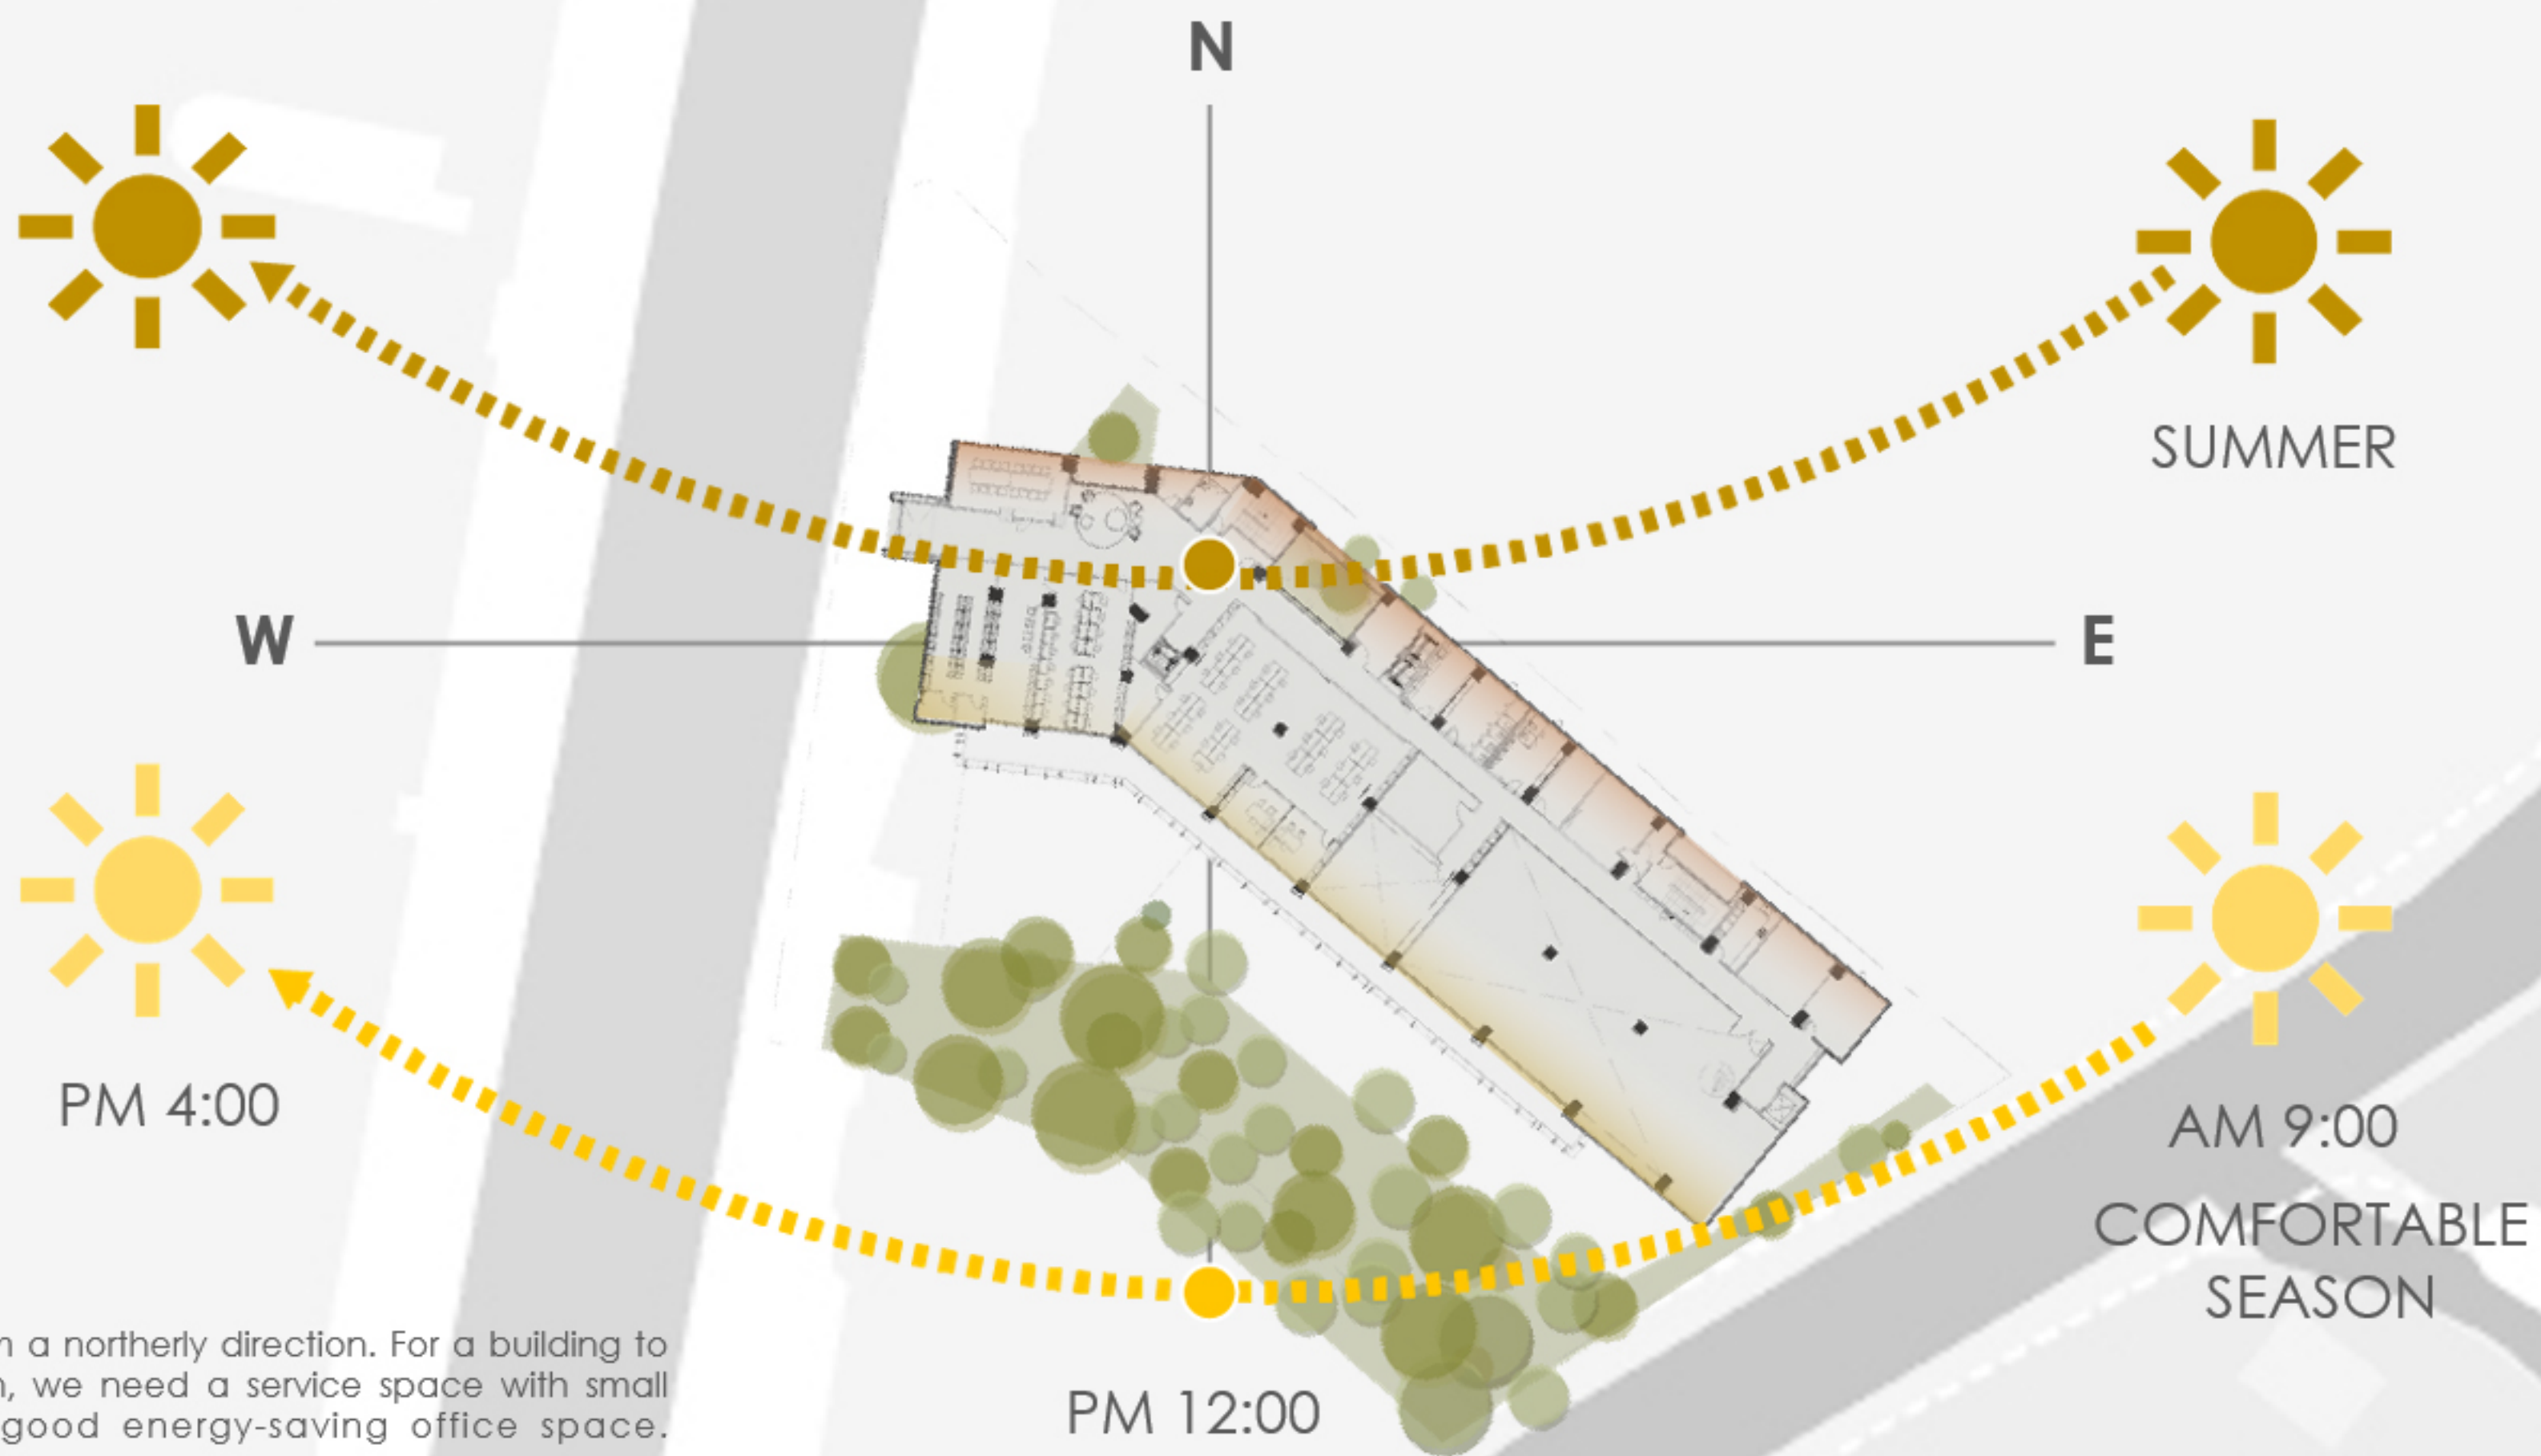 N
SUMMER
W
E
PM 4:00
AM 9:00
COMFORTABLE
SEASON
a northerly direction. For a building to
we need a service space with small
good energy-saving office space.
PM 12:00